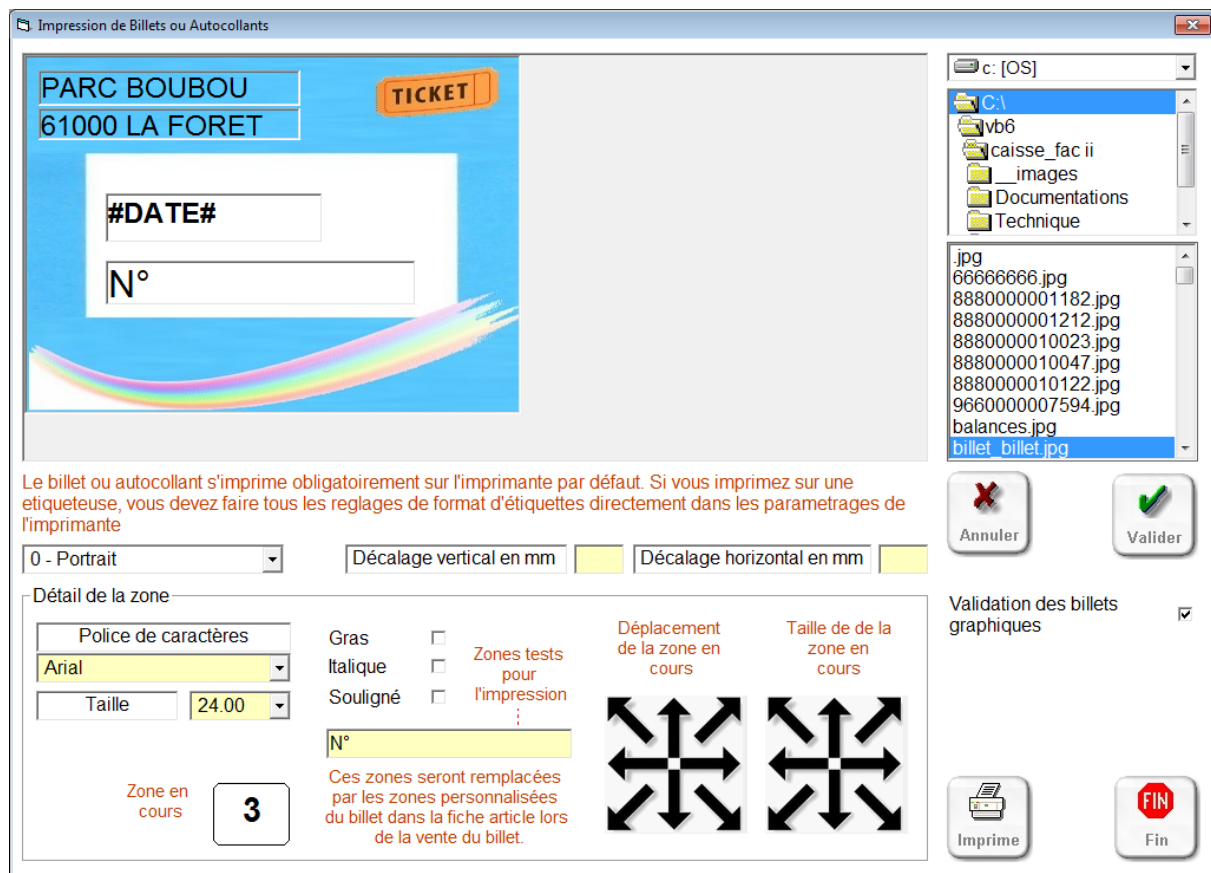 Impression de Billets ou Autocollants
PARC BOUBOU
61000 LA FORET
TICKET
#DATE#
N°
c: [OS]
C:\
vb6
caisse_fac ii
__images
Documentations
Technique
.jpg
66666666.jpg
8880000001182.jpg
8880000001212.jpg
8880000010023.jpg
8880000010047.jpg
8880000010122.jpg
9660000007594.jpg
balances.jpg
billet_billet.jpg
Le billet ou autocollant s'imprime obligatoirement sur l'imprimante par défaut. Si vous imprimez sur une
etiqueteuse, vous devez faire tous les reglages de format d'étiquettes directement dans les parametrages de
l'imprimante
Annuler
Valider
0 - Portrait
Décalage vertical en mm
Décalage horizontal en mm
Validation des billets
graphiques
Détail de la zone
Police de caractères
Arial
Taille
24.00
Gras
Italique
Souligné
Zones tests
pour
l'impression
N°
Ces zones seront remplacées
par les zones personnalisées
du billet dans la fiche article lors
de la vente du billet.
Zone en
cours
3
Déplacement
de la zone en
cours
Taille de de la
zone en
cours
Imprime
FIN
Fin